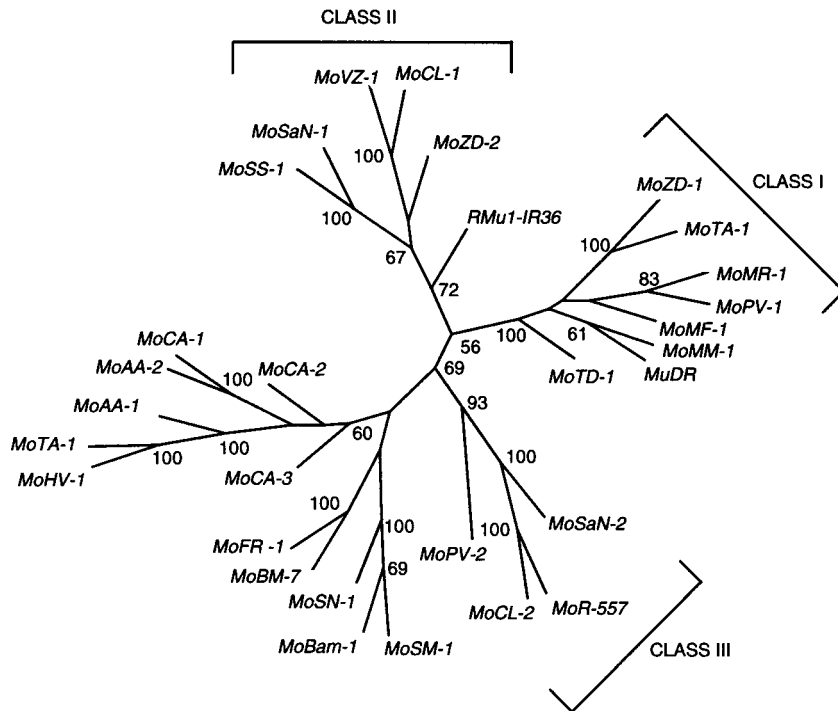 CLASS II
MoVZ-1
MoCL-1
MoSaN-1
100
MoZD-2
MoSS-1
100
RMu1-IR36
67
72
CLASS I
MoZD-1
MoTA-1
100
83
MoMR-1
MoPV-1
MoMF-1
MoMM-1
61
MuDR
100
MoTD-1
56
69
MoCA-1
MoAA-2
100
MoCA-2
MoAA-1
MoTA-1
100
100
MoHV-1
60
MoCA-3
93
100
MoSaN-2
100
MoFR -1
MoBM-7
100
MoPV-2
100
MoSN-1
69
MoCL-2
MoR-557
MoBam-1
MoSM-1
CLASS III